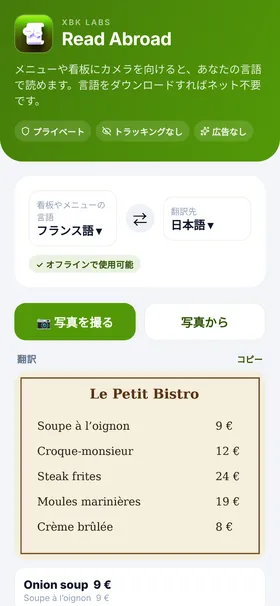 XBK LABS
Read Abroad
メニューや看板にカメラを向けると、あなたの言語
で読めます。言語をダウンロードすればネット不要
です。
プライベート
トラッキングなし
広告なし
看板やメニューの
言語
フランス語 ▾
翻訳先
日本語 ▾
✓ オフラインで使用可能
写真を撮る
写真から
翻訳
コピー
Le Petit Bistro
Soupe à l’oignon 9 €
Croque-monsieur 12 €
Steak frites 24 €
Moules marinières 19 €
Crème brûlée 8 €
Onion soup 9 €
Soupe à l’oignon 9 €